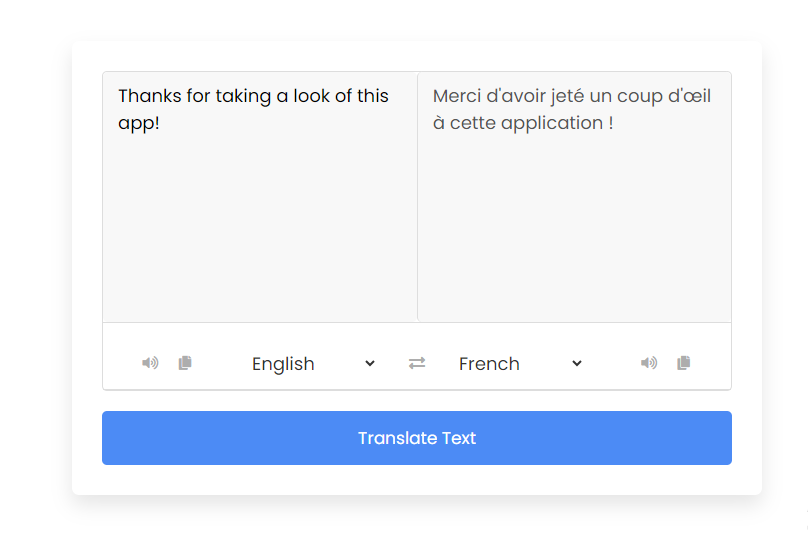 Thanks for taking a look of this
app!
Merci d'avoir jeté un coup d'œil
à cette application !
English
French
Translate Text